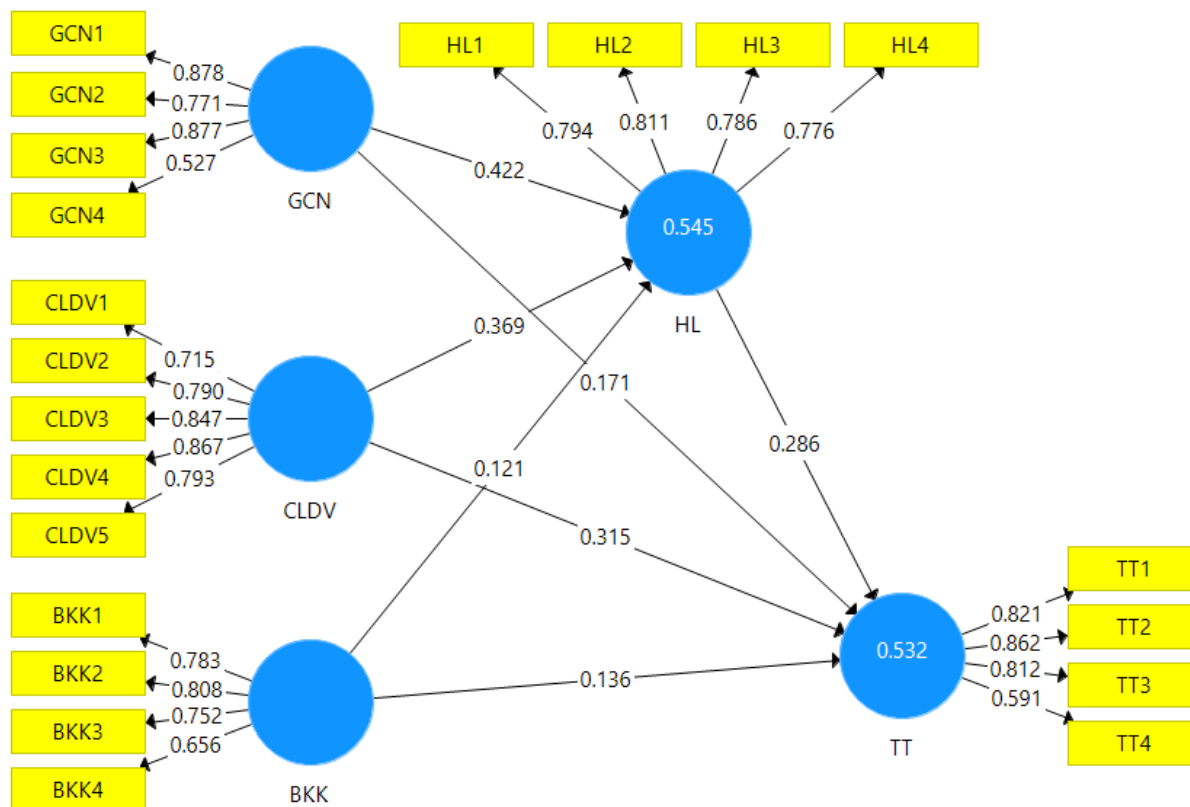 GCN1
GCN2
GCN3
GCN4
0.878
0.771
0.877
0.527
GCN
HL1
HL2
HL3
HL4
0.794
0.811
0.786
0.776
0.545
HL
0.422
0.369
0.171
0.121
0.286
0.315
0.136
CLDV1
CLDV2
CLDV3
CLDV4
CLDV5
0.715
0.790
0.847
0.867
0.793
CLDV
BKK1
BKK2
BKK3
BKK4
0.783
0.808
0.752
0.656
BKK
0.532
TT
0.821
0.862
0.812
0.591
TT1
TT2
TT3
TT4